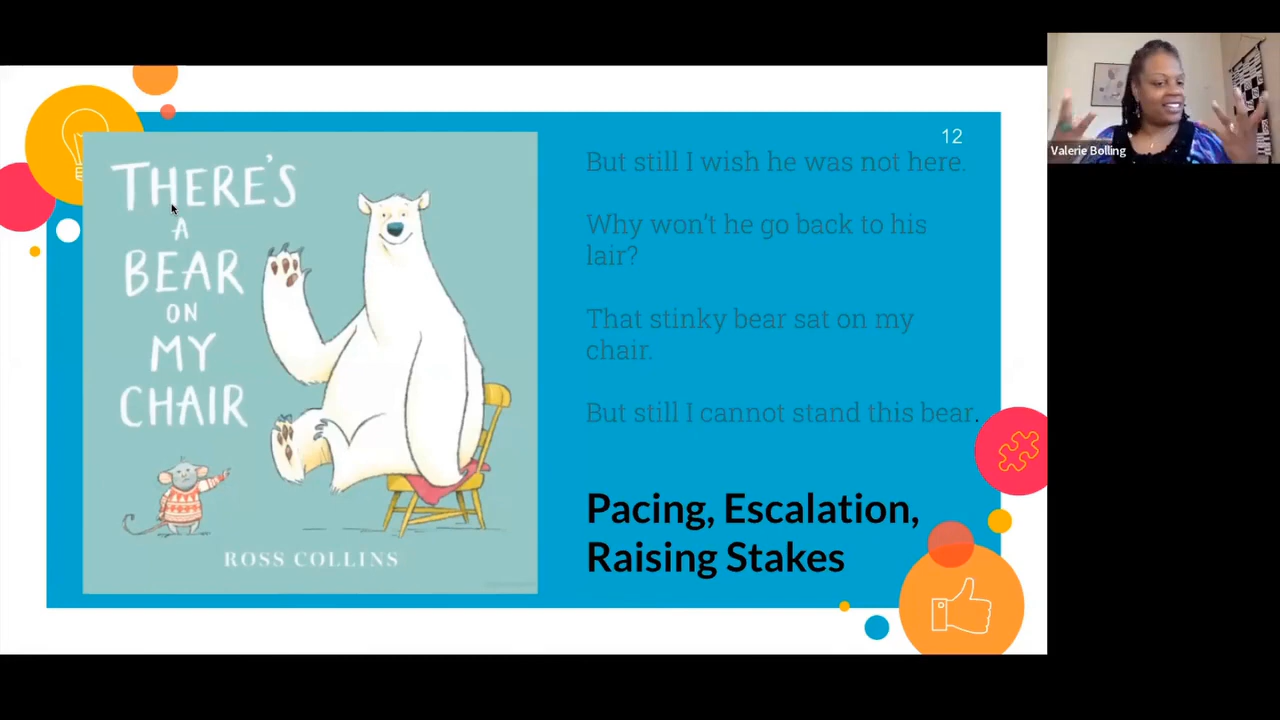 THERE'S
A
BEAR
ON
MY
CHAIR
ROSS COLLINS
12
But still I wish he was not here.
Why won't he go back to his
lair?
That stinky bear sat on my
chair.
But still I cannot stand this bear.
Pacing, Escalation,
Raising Stakes
Valerie Bolling